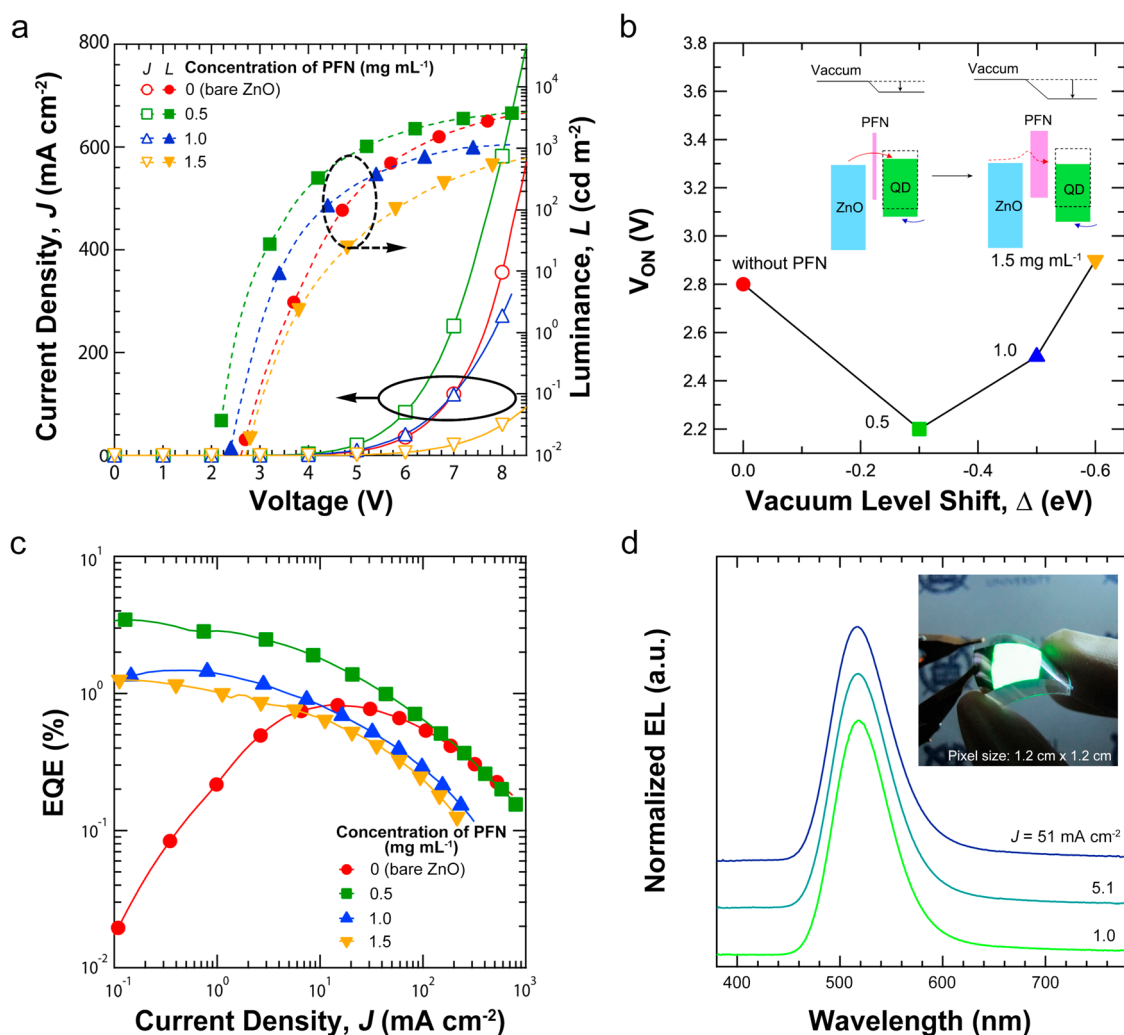 a
Current Density, J (mA cm-2)
800
600
400
200
0
J L Concentration of PFN (mg mL-1)
0 (bare ZnO)
0.5
1.0
1.5
10^4
10^3
10^2
10^1
10^0
10^-1
10^-2
Luminance, L (cd m-2)
0 1 2 3 4 5 6 7 8
Voltage (V)
b
V_ON (V)
3.8
3.6
3.4
3.2
3.0
2.8
2.6
2.4
2.2
Vaccum
Vaccum
PFN
PFN
ZnO
QD
ZnO
QD
without PFN
1.5 mg mL-1
1.0
0.5
0.0 -0.2 -0.4 -0.6
Vacuum Level Shift, Δ (eV)
c
EQE (%)
10^1
10^0
10^-1
10^-2
Concentration of PFN
(mg mL-1)
0 (bare ZnO)
0.5
1.0
1.5
10^-1 10^0 10^1 10^2 10^3
Current Density, J (mA cm-2)
d
Normalized EL (a.u.)
UNIVERSITY
Pixel size: 1.2 cm x 1.2 cm
J = 51 mA cm-2
5.1
1.0
400 500 600 700
Wavelength (nm)